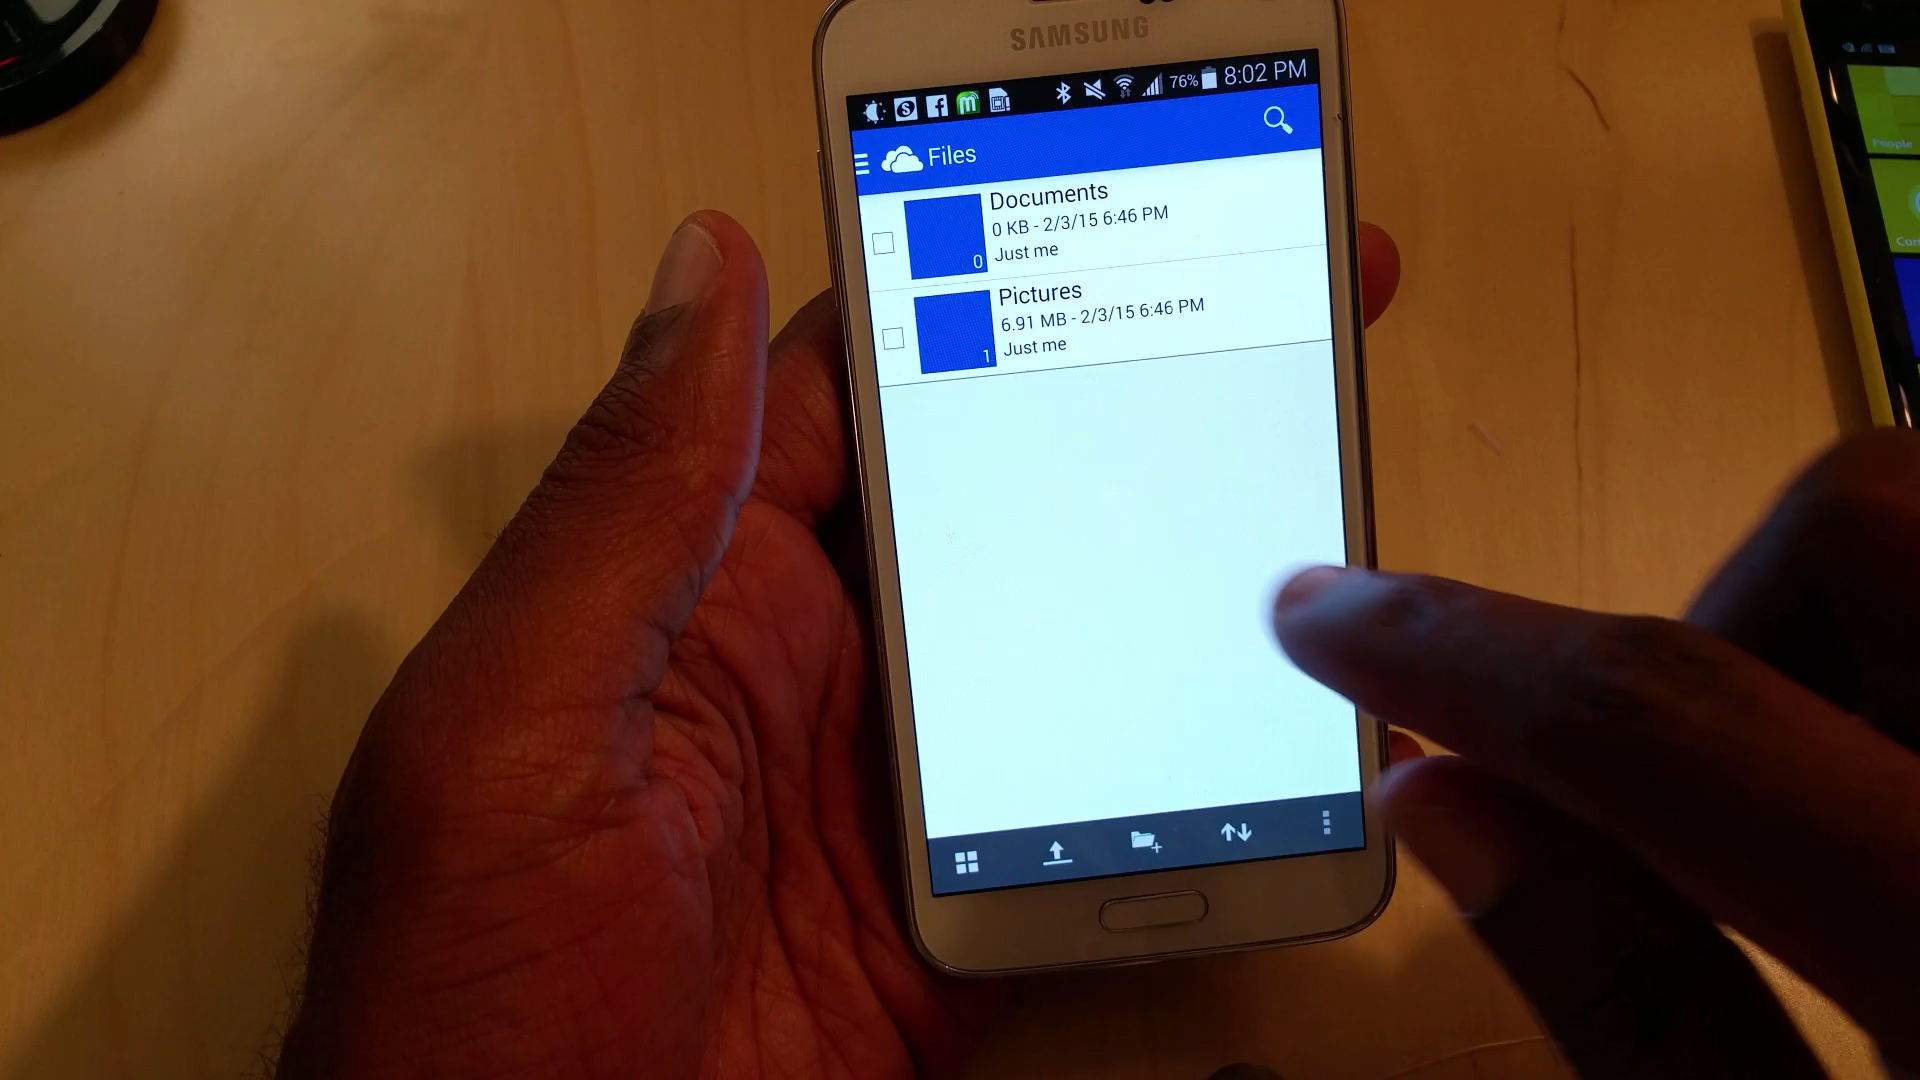 SAMSUNG
76% 8:02 PM
Files
Documents
0 KB - 2/3/15 6:46 PM
Just me
0
Pictures
6.91 MB - 2/3/15 6:46 PM
Just me
1
People